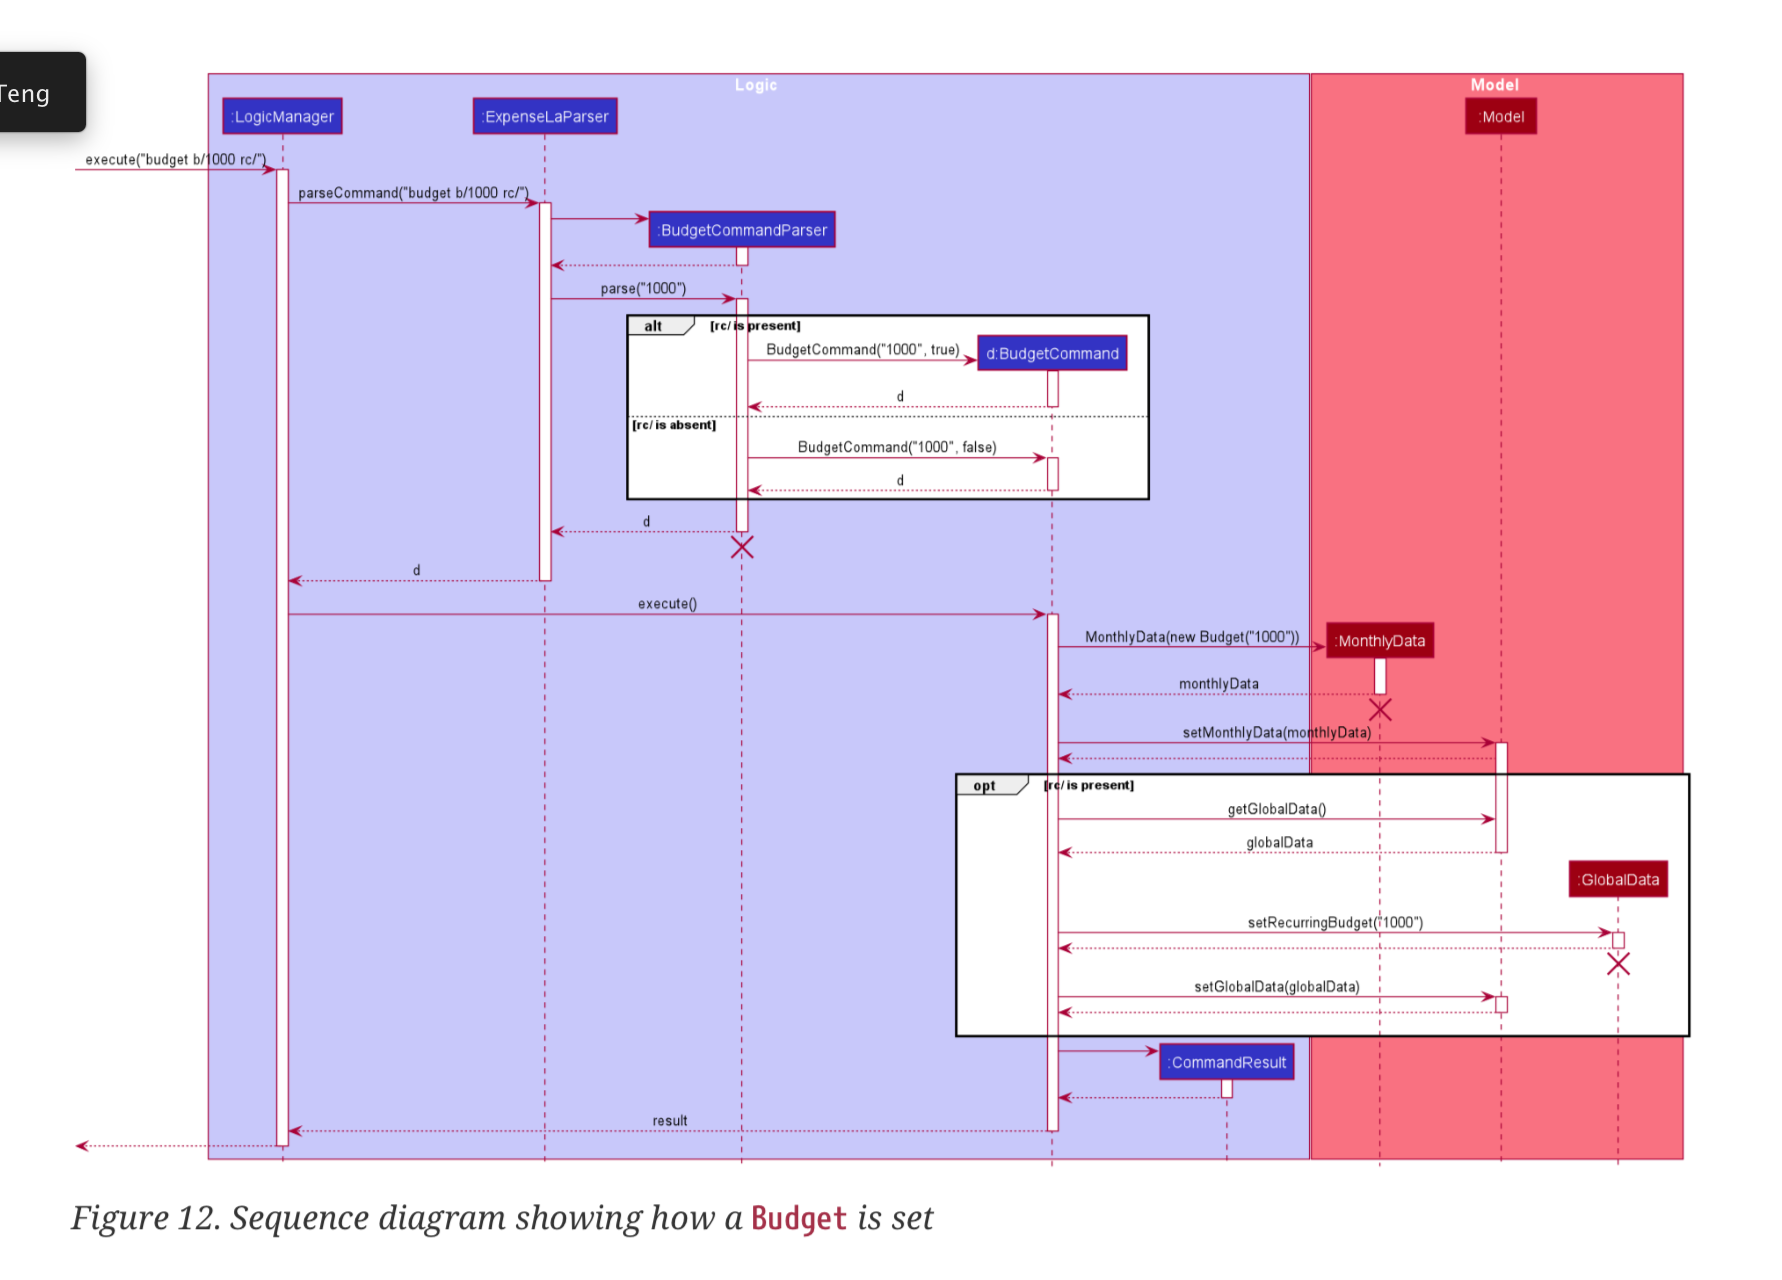 Teng
Logic
Model
:LogicManager
:ExpenseLaParser
:Model
execute("budget b/1000 rc/")
parseCommand("budget b/1000 rc/")
:BudgetCommandParser
parse("1000")
alt
[rc/ is present]
BudgetCommand("1000", true)
d:BudgetCommand
d
[rc/ is absent]
BudgetCommand("1000", false)
d
d
d
execute()
MonthlyData(new Budget("1000"))
:MonthlyData
monthlyData
setMonthlyData(monthlyData)
opt
[rc/ is present]
getGlobalData()
globalData
:GlobalData
setRecurringBudget("1000")
setGlobalData(globalData)
:CommandResult
result
Figure 12. Sequence diagram showing how a Budget is set